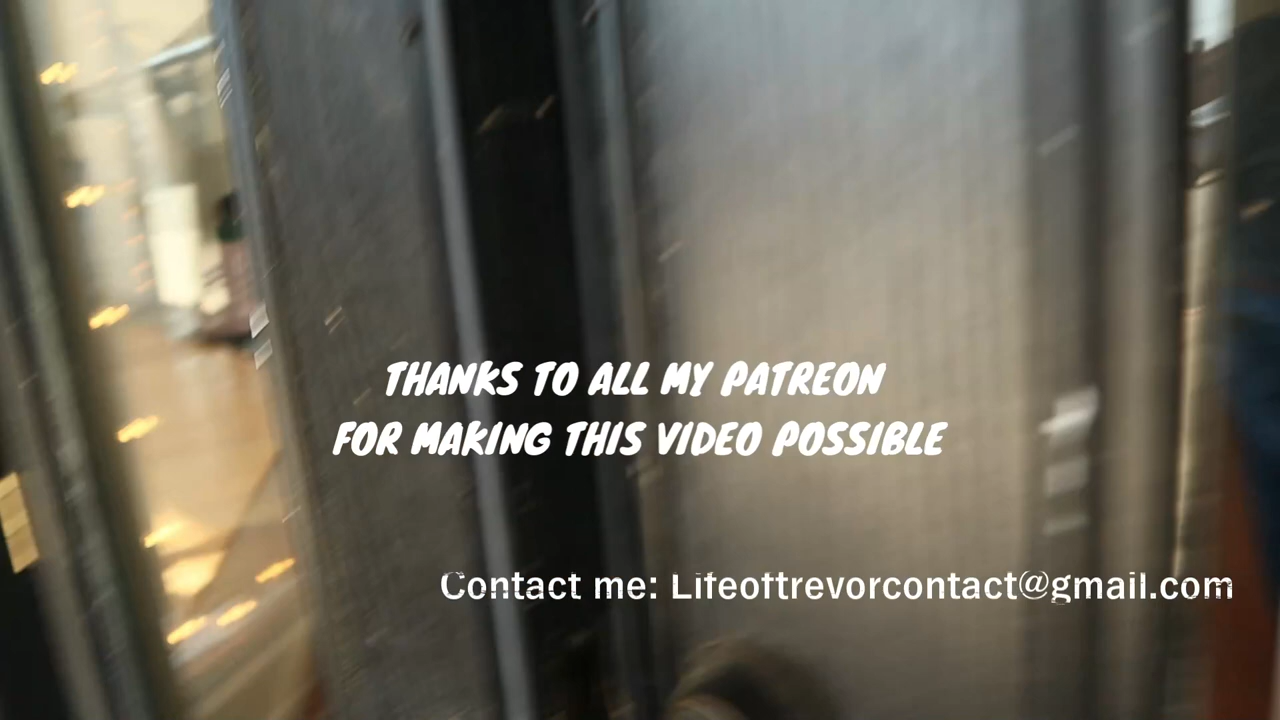 THANKS TO ALL MY PATREON
FOR MAKING THIS VIDEO POSSIBLE
Contact me: Lifeoftrevorcontact@gmail.com